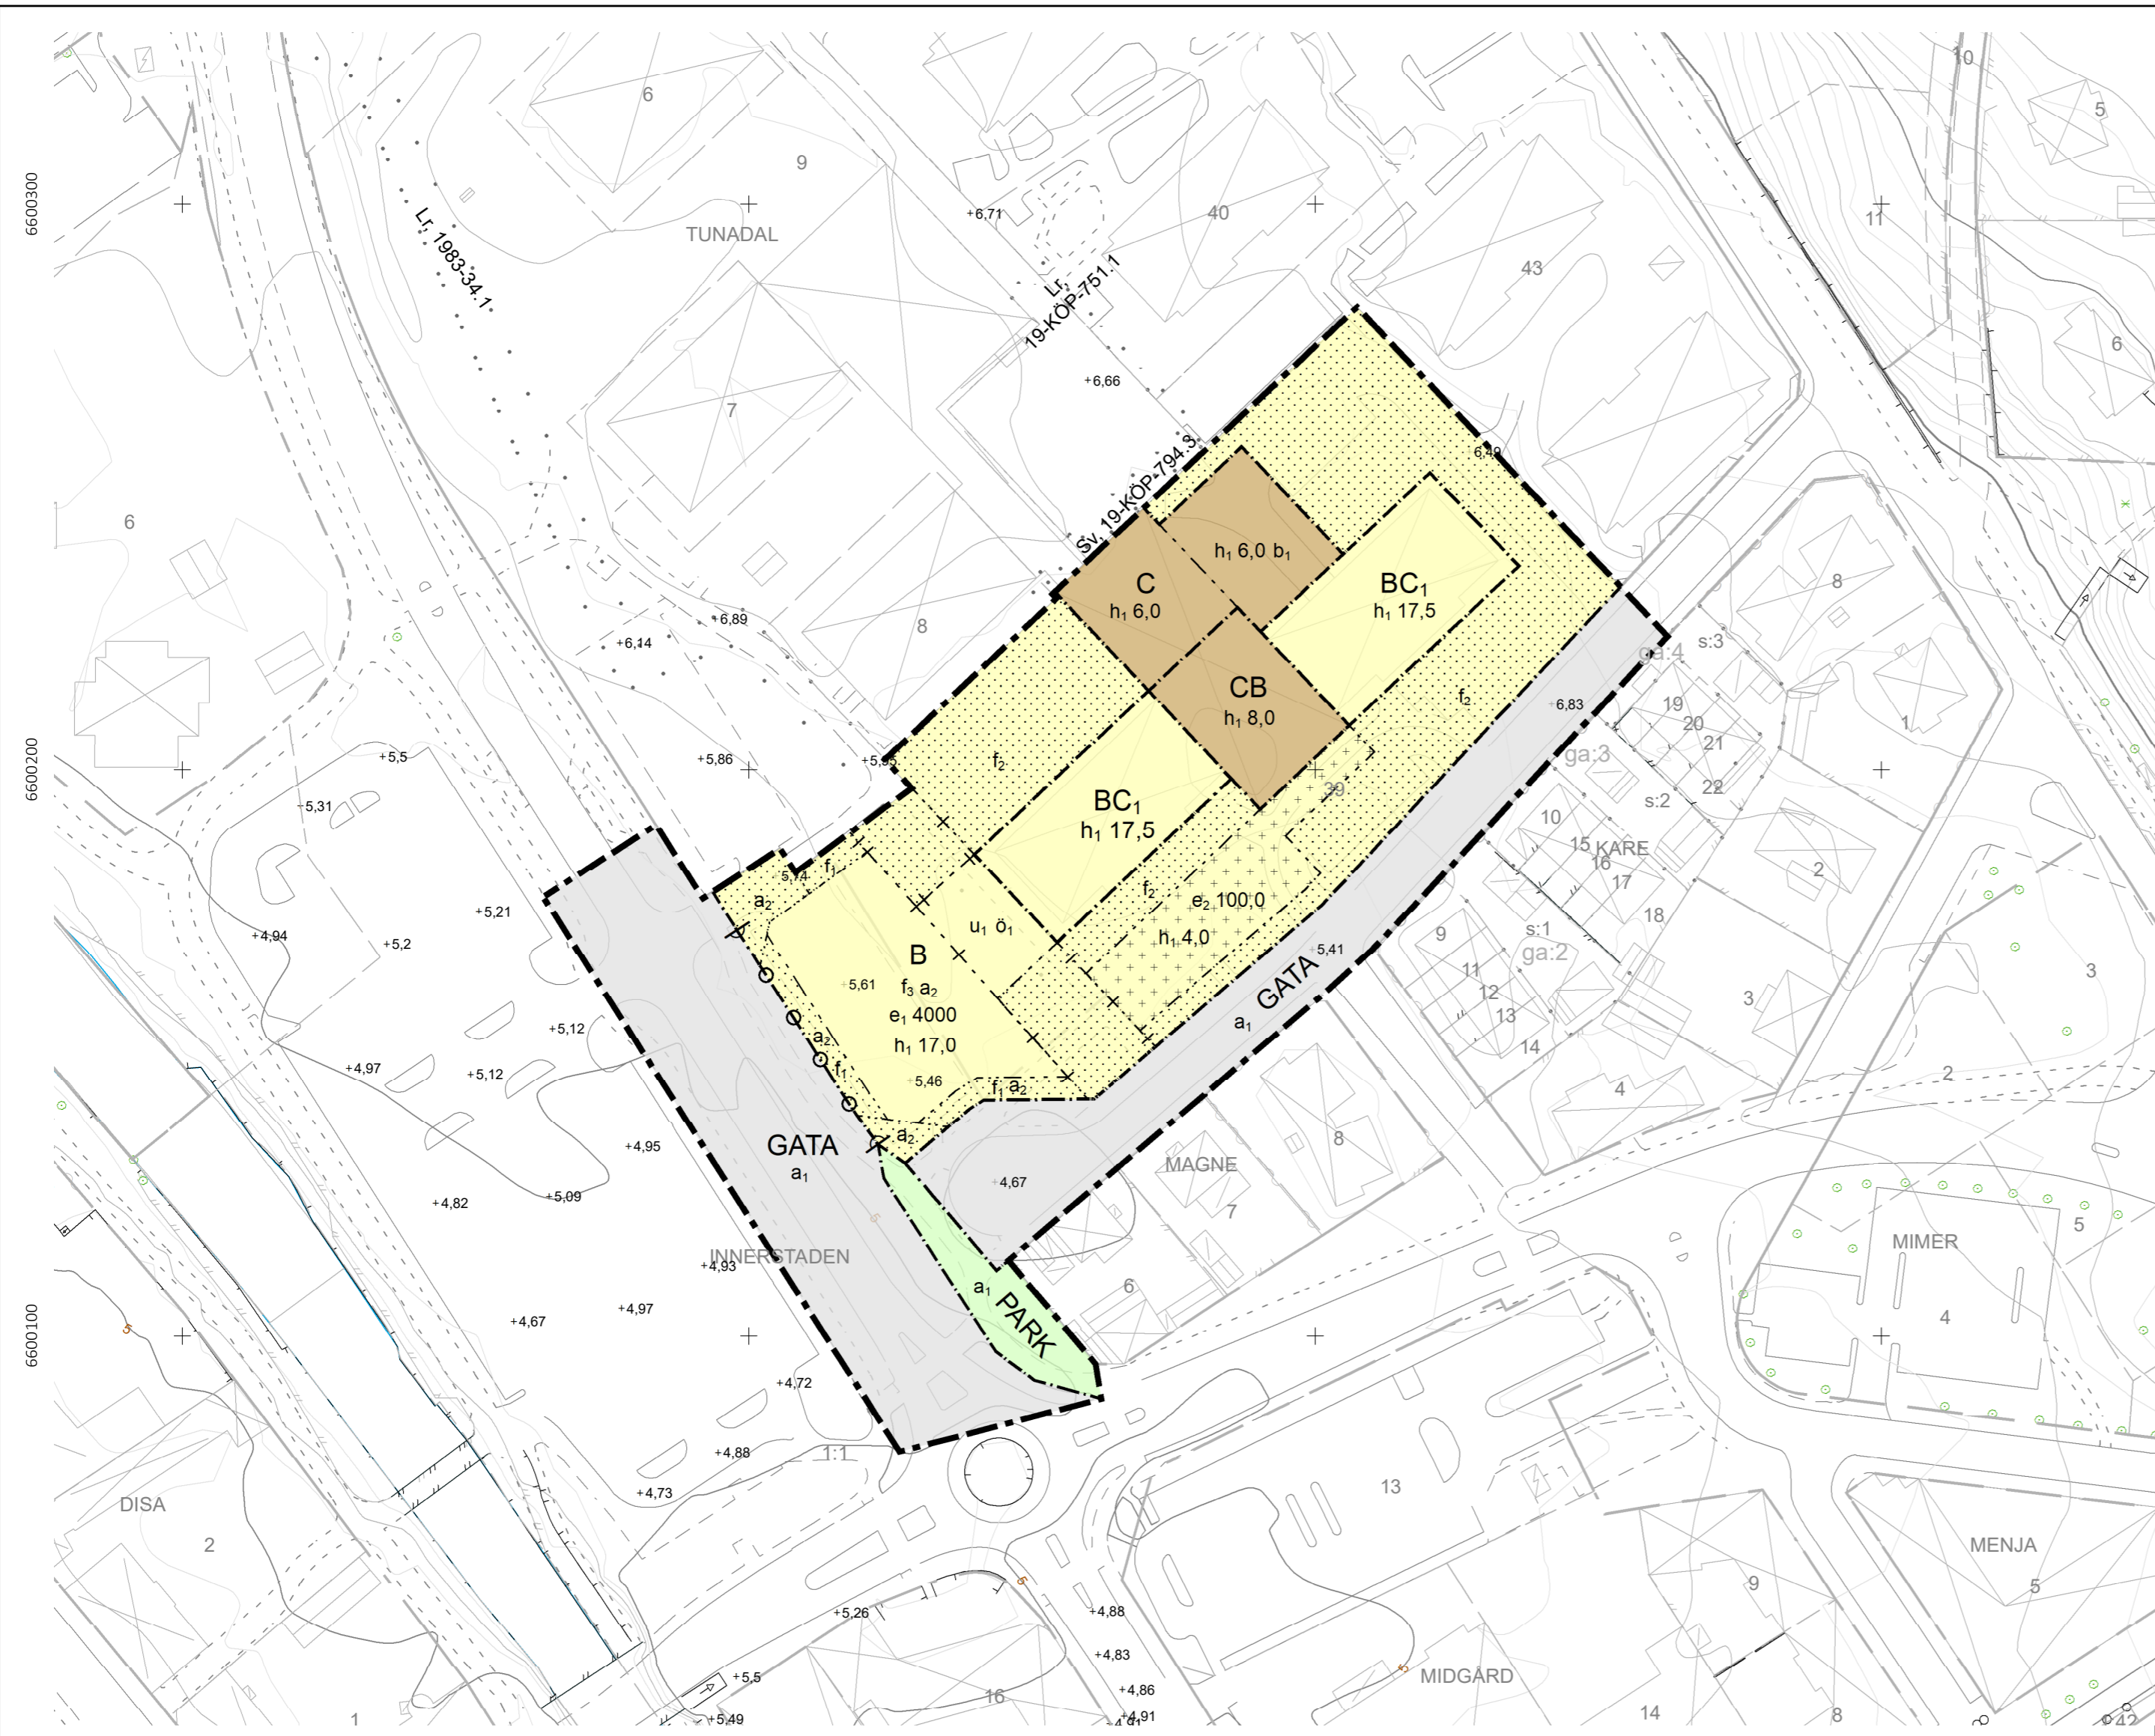 10
5
6
9
6600300
+6,71
40
11
TUNADAL
Lr, 1983-34.1
43
Lr,
19-KÖP-751.1
6
+6,66
7
6,49
Sv, 19-KÖP-794.3
6
h₁ 6,0 b₁
C
h₁ 6,0
BC₁
h₁ 17,5
8
+6,89
8
+6,14
s:3
ga:4
CB
h₁ 8,0
f₂
+6,83
19
20
21
1
6600200
+5,5
+5,86
+5,95
f₂
ga:3
39
22
s:2
+5,31
BC₁
h₁ 17,5
10
15
KARE
16
17
2
f₁
5,74
a₂
f₂
e₂ 100,0
+5,21
u₁ ö₁
18
+4,94
+5,2
h₁ 4,0
s:1
9
B
ga:2
+5,41
11
3
+5,61
f₃ a₂
12
3
e₁ 4000
13
GATA
a₁
+5,12
a₂
h₁ 17,0
14
+4,97
+5,12
f₁
+5,46
f₁ a₂
4
2
GATA
a₁
a₂
+4,95
8
MAGNE
+4,67
+4,82
+5,09
7
5
MIMER
INNERSTADEN
+4,93
6
a₁ PARK
+4,67
+4,97
4
6600100
5
+4,72
1:1
+4,88
13
+4,73
DISA
2
MENJA
5
9
5
+5,26
+4,88
+4,83
MIDGÅRD
5
+5,5
+4,86
16
+4,91
14
8
1
+5,49
42